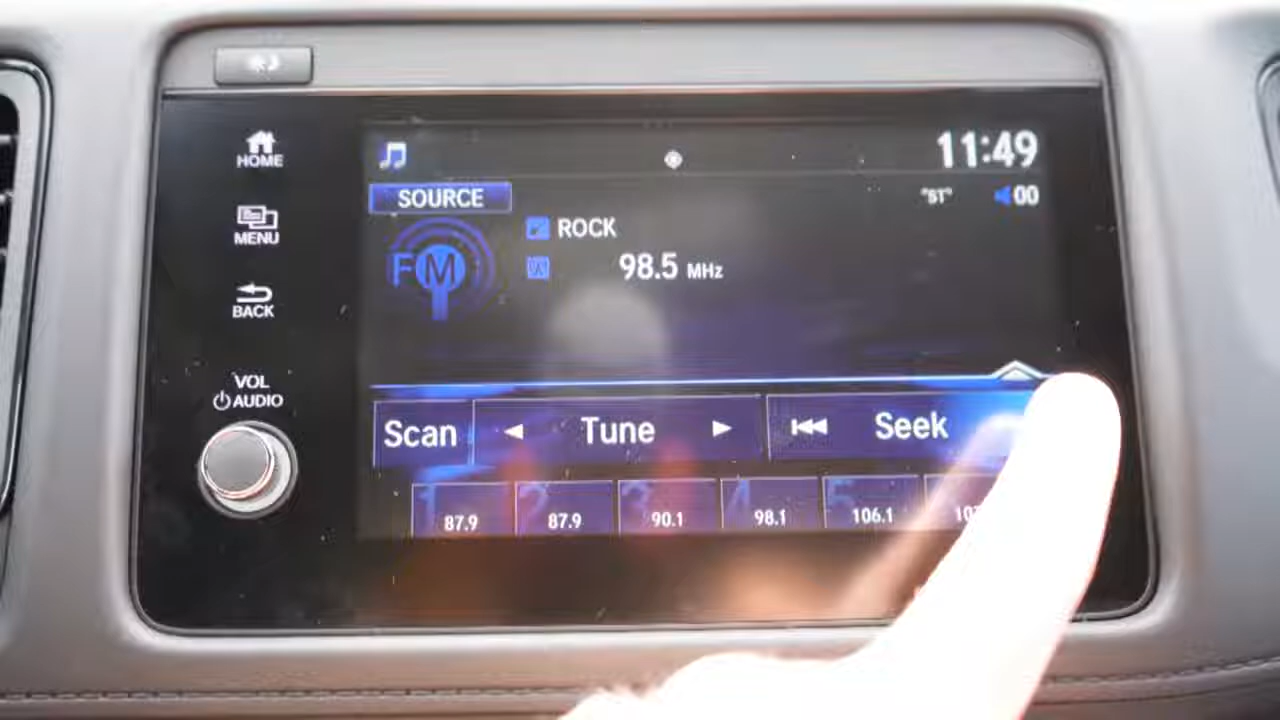 HOME
MENU
BACK
VOL
AUDIO
11:49
SOURCE
"ST" 00
FM
ROCK
98.5 MHz
Scan Tune Seek
1 2 3 4 5
87.9 87.9 90.1 98.1 106.1